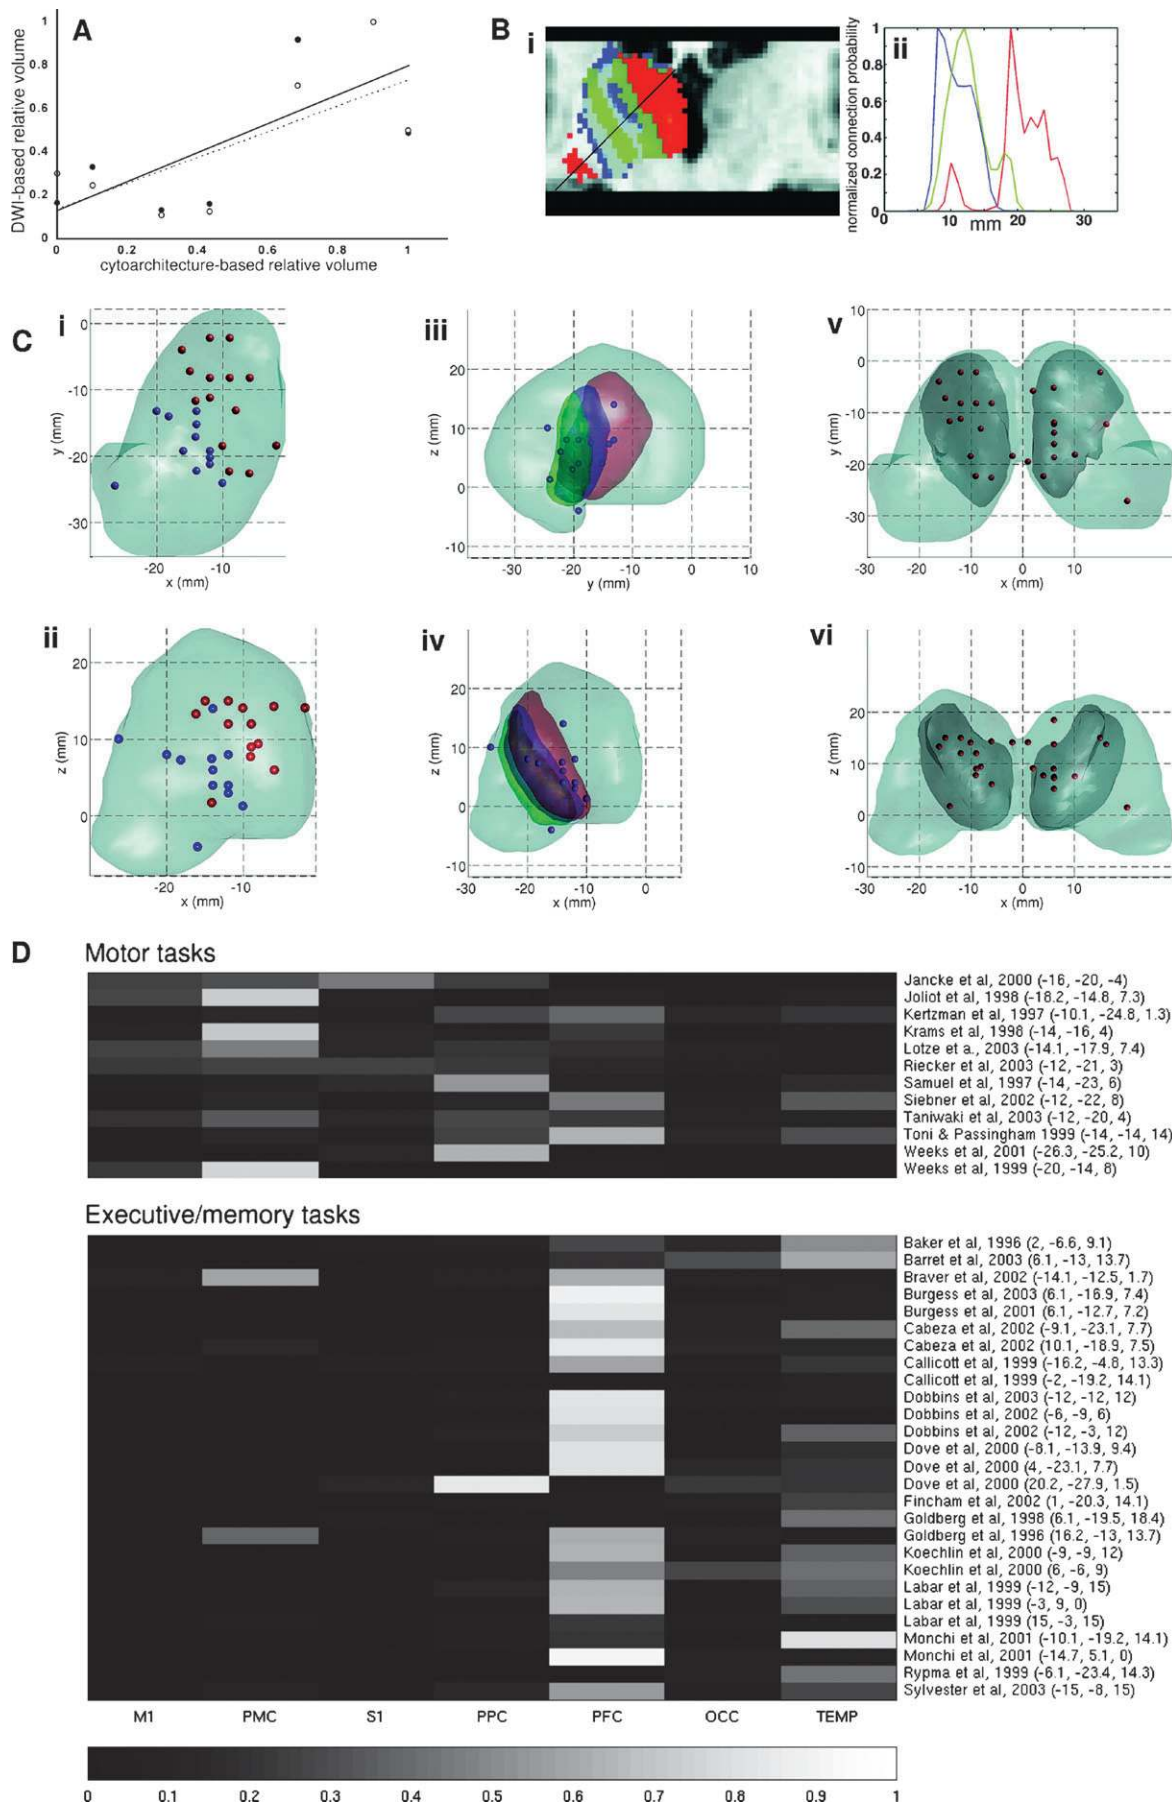 A
DWI-based relative volume
1
0.8
0.6
0.4
0.2
0
0 0.2 0.4 0.6 0.8 1
cytoarchitecture-based relative volume
B
i
ii
normalized connection probability
1
0.8
0.6
0.4
0.2
0
0 10 20 30
mm
C
i
y (mm)
0
-10
-20
-30
-20 -10
x (mm)
iii
z (mm)
20
10
0
-10
-30 -20 -10 0 10
y (mm)
v
y (mm)
10
0
-10
-20
-30
-30 -20 -10 0 10
x (mm)
ii
z (mm)
20
10
0
-20 -10
x (mm)
iv
z (mm)
20
10
0
-10
-30 -20 -10 0
x (mm)
vi
z (mm)
20
10
0
-10
-30 -20 -10 0 10
x (mm)
D
Motor tasks
Jancke et al, 2000 (-16, -20, -4)
Joliot et al, 1998 (-18.2, -14.8, 7.3)
Kertzman et al, 1997 (-10.1, -24.8, 1.3)
Krams et al, 1998 (-14, -16, 4)
Lotze et a., 2003 (-14.1, -17.9, 7.4)
Riecker et al, 2003 (-12, -21, 3)
Samuel et al, 1997 (-14, -23, 6)
Siebner et al, 2002 (-12, -22, 8)
Taniwaki et al, 2003 (-12, -20, 4)
Toni & Passingham 1999 (-14, -14, 14)
Weeks et al, 2001 (-26.3, -25.2, 10)
Weeks et al, 1999 (-20, -14, 8)
Executive/memory tasks
Baker et al, 1996 (2, -6.6, 9.1)
Barret et al, 2003 (6.1, -13, 13.7)
Braver et al, 2002 (-14.1, -12.5, 1.7)
Burgess et al, 2003 (6.1, -16.9, 7.4)
Burgess et al, 2001 (6.1, -12.7, 7.2)
Cabeza et al, 2002 (-9.1, -23.1, 7.7)
Cabeza et al, 2002 (10.1, -18.9, 7.5)
Callicott et al, 1999 (-16.2, -4.8, 13.3)
Callicott et al, 1999 (-2, -19.2, 14.1)
Dobbins et al, 2003 (-12, -12, 12)
Dobbins et al, 2002 (-6, -9, 6)
Dobbins et al, 2002 (-12, -3, 12)
Dove et al, 2000 (-8.1, -13.9, 9.4)
Dove et al, 2000 (4, -23.1, 7.7)
Dove et al, 2000 (20.2, -27.9, 1.5)
Fincham et al, 2002 (1, -20.3, 14.1)
Goldberg et al, 1998 (6.1, -19.5, 18.4)
Goldberg et al, 1996 (16.2, -13, 13.7)
Koechlin et al, 2000 (-9, -9, 12)
Koechlin et al, 2000 (6, -6, 9)
Labar et al, 1999 (-12, -9, 15)
Labar et al, 1999 (-3, 9, 0)
Labar et al, 1999 (15, -3, 15)
Monchi et al, 2001 (-10.1, -19.2, 14.1)
Monchi et al, 2001 (-14.7, 5.1, 0)
Rypma et al, 1999 (-6.1, -23.4, 14.3)
Sylvester et al, 2003 (-15, -8, 15)
M1 PMC S1 PPC PFC OCC TEMP
0 0.1 0.2 0.3 0.4 0.5 0.6 0.7 0.8 0.9 1